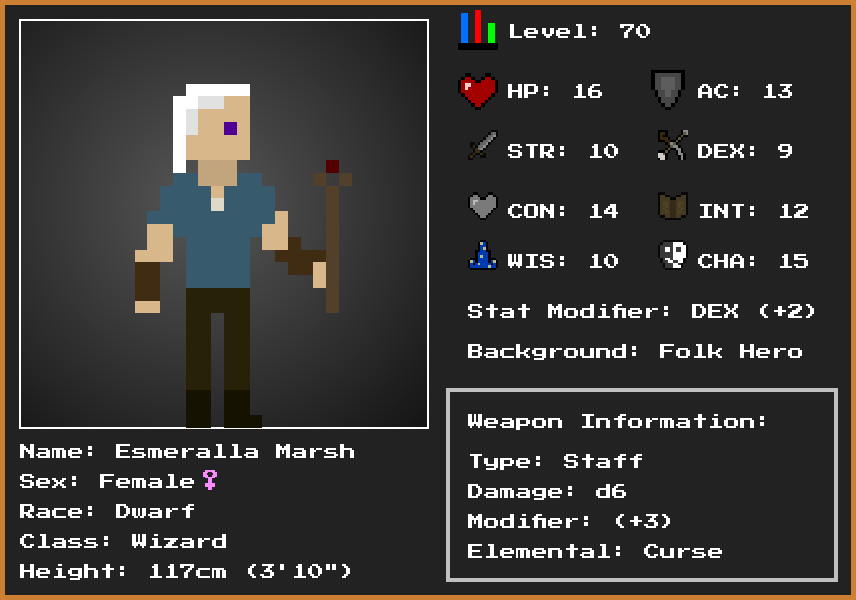 Level: 70
HP: 16 AC: 13
STR: 10 DEX: 9
CON: 14 INT: 12
WIS: 10 CHA: 15
Stat Modifier: DEX (+2)
Background: Folk Hero
Weapon Information:
Type: Staff
Damage: d6
Modifier: (+3)
Elemental: Curse
Name: Esmeralla Marsh
Sex: Female♀
Race: Dwarf
Class: Wizard
Height: 117cm (3'10")